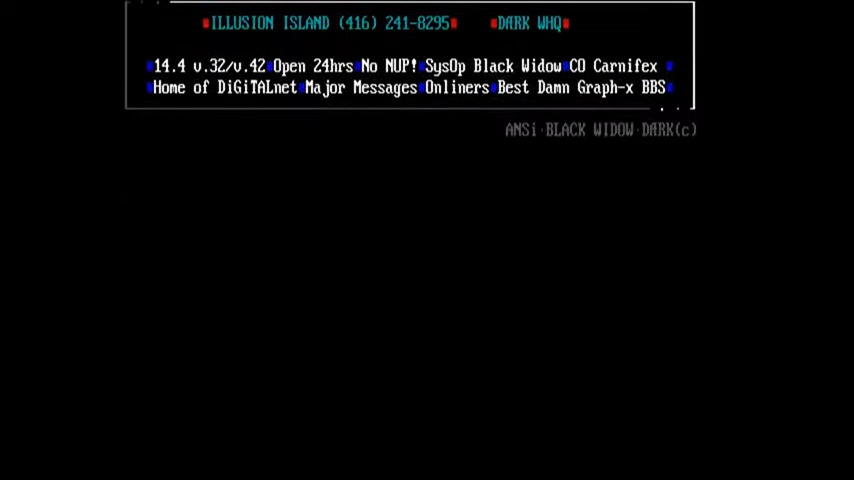 ▪ILLUSION ISLAND (416) 241-8295▪ ▪DARK WHQ▪
▪14.4 v.32/v.42▪Open 24hrs▪No NUP!▪SysOp Black Widow▪CO Carnifex ▪
▪Home of DiGiTALnet▪Major Messages▪Onliners▪Best Damn Graph-x BBS▪
ANSi·BLACK WIDOW·DARK(c)